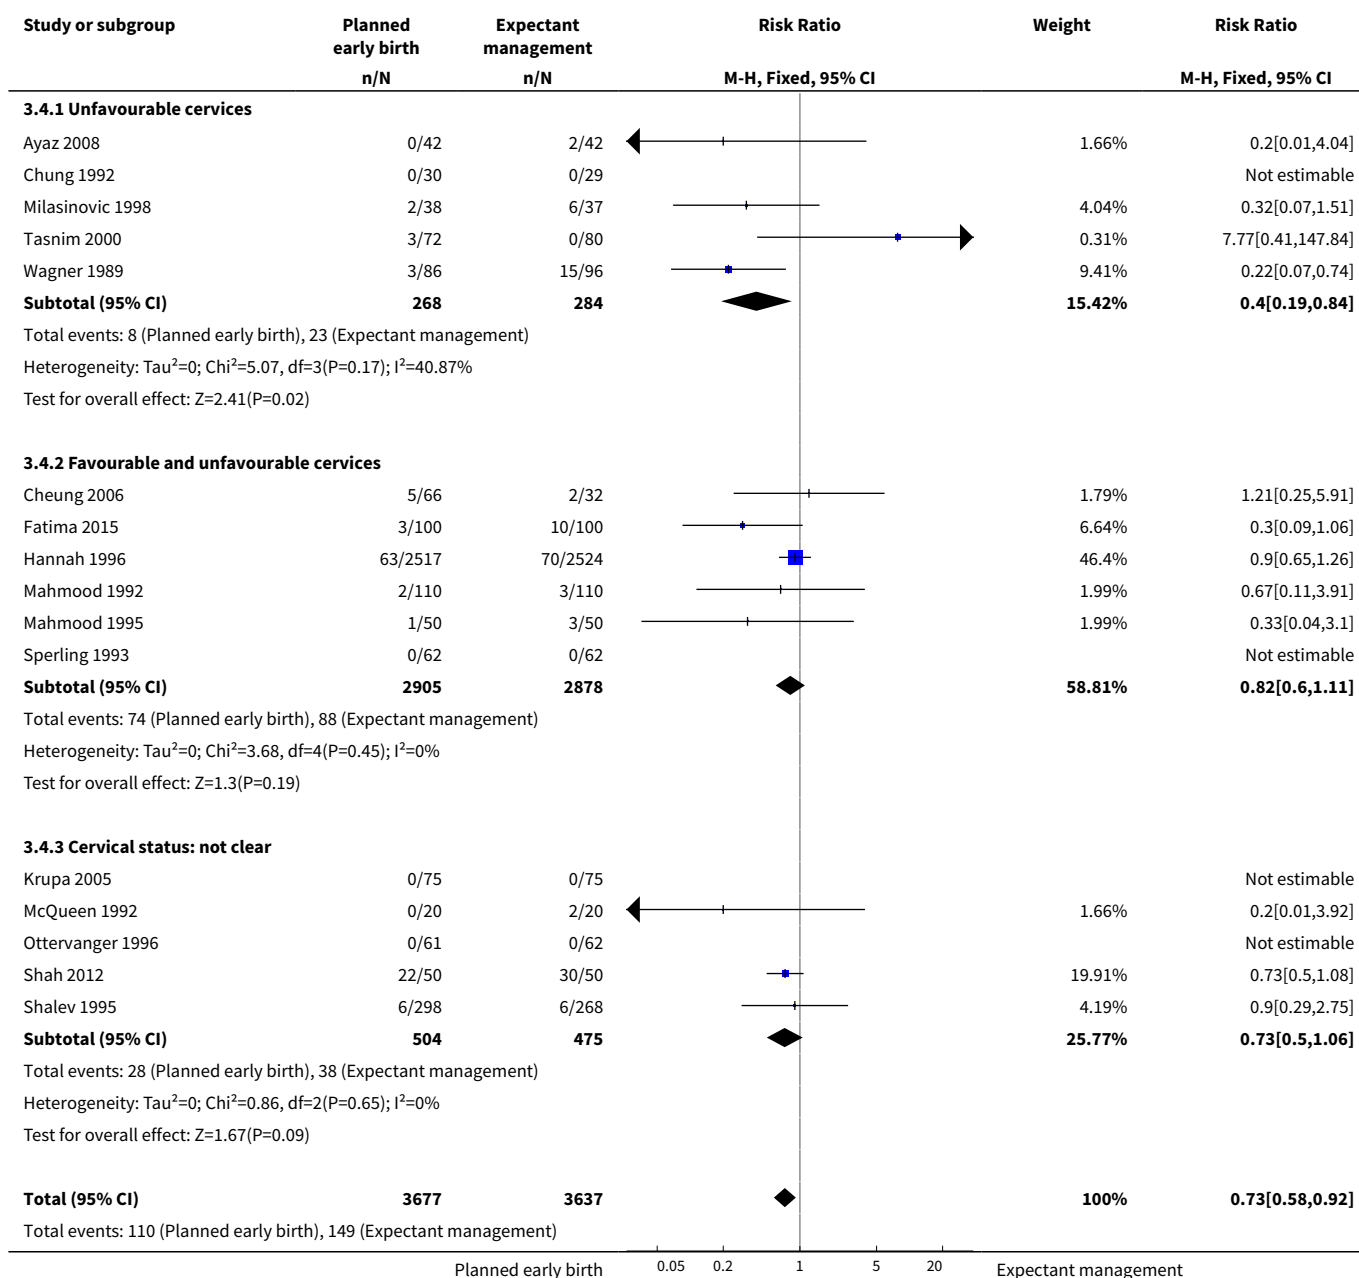 Study or subgroup Planned early birth Expectant management Risk Ratio Weight Risk Ratio
n/N n/N M-H, Fixed, 95% CI M-H, Fixed, 95% CI
3.4.1 Unfavourable cervices
Ayaz 2008 0/42 2/42 1.66% 0.2[0.01,4.04]
Chung 1992 0/30 0/29 Not estimable
Milasinovic 1998 2/38 6/37 4.04% 0.32[0.07,1.51]
Tasnim 2000 3/72 0/80 0.31% 7.77[0.41,147.84]
Wagner 1989 3/86 15/96 9.41% 0.22[0.07,0.74]
Subtotal (95% CI) 268 284 15.42% 0.4[0.19,0.84]
Total events: 8 (Planned early birth), 23 (Expectant management)
Heterogeneity: Tau²=0; Chi²=5.07, df=3(P=0.17); I²=40.87%
Test for overall effect: Z=2.41(P=0.02)
3.4.2 Favourable and unfavourable cervices
Cheung 2006 5/66 2/32 1.79% 1.21[0.25,5.91]
Fatima 2015 3/100 10/100 6.64% 0.3[0.09,1.06]
Hannah 1996 63/2517 70/2524 46.4% 0.9[0.65,1.26]
Mahmood 1992 2/110 3/110 1.99% 0.67[0.11,3.91]
Mahmood 1995 1/50 3/50 1.99% 0.33[0.04,3.1]
Sperling 1993 0/62 0/62 Not estimable
Subtotal (95% CI) 2905 2878 58.81% 0.82[0.6,1.11]
Total events: 74 (Planned early birth), 88 (Expectant management)
Heterogeneity: Tau²=0; Chi²=3.68, df=4(P=0.45); I²=0%
Test for overall effect: Z=1.3(P=0.19)
3.4.3 Cervical status: not clear
Krupa 2005 0/75 0/75 Not estimable
McQueen 1992 0/20 2/20 1.66% 0.2[0.01,3.92]
Ottervanger 1996 0/61 0/62 Not estimable
Shah 2012 22/50 30/50 19.91% 0.73[0.5,1.08]
Shalev 1995 6/298 6/268 4.19% 0.9[0.29,2.75]
Subtotal (95% CI) 504 475 25.77% 0.73[0.5,1.06]
Total events: 28 (Planned early birth), 38 (Expectant management)
Heterogeneity: Tau²=0; Chi²=0.86, df=2(P=0.65); I²=0%
Test for overall effect: Z=1.67(P=0.09)
Total (95% CI) 3677 3637 100% 0.73[0.58,0.92]
Total events: 110 (Planned early birth), 149 (Expectant management)
Planned early birth 0.05 0.2 1 5 20 Expectant management